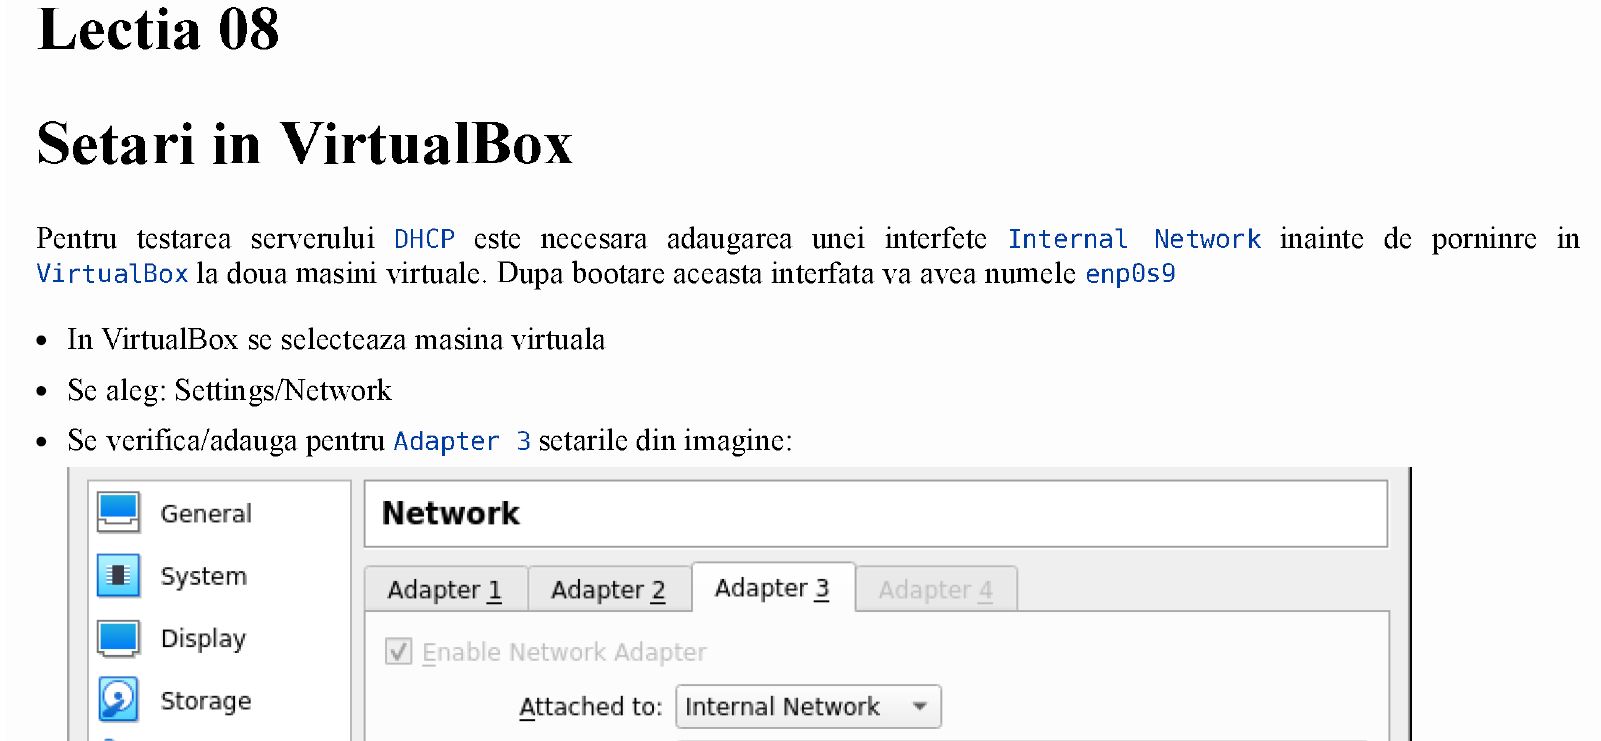 Lectia 08
Setari in VirtualBox
Pentru testarea serverului DHCP este necesara adaugarea unei interfete Internal Network inainte de porninre in
VirtualBox la doua masini virtuale. Dupa bootare aceasta interfata va avea numele enp0s9
• In VirtualBox se selecteaza masina virtuala
• Se aleg: Settings/Network
• Se verifica/adauga pentru Adapter 3 setarile din imagine:
General
Network
System
Adapter 1 Adapter 2 Adapter 3 Adapter 4
Display
Enable Network Adapter
Storage
Attached to: Internal Network